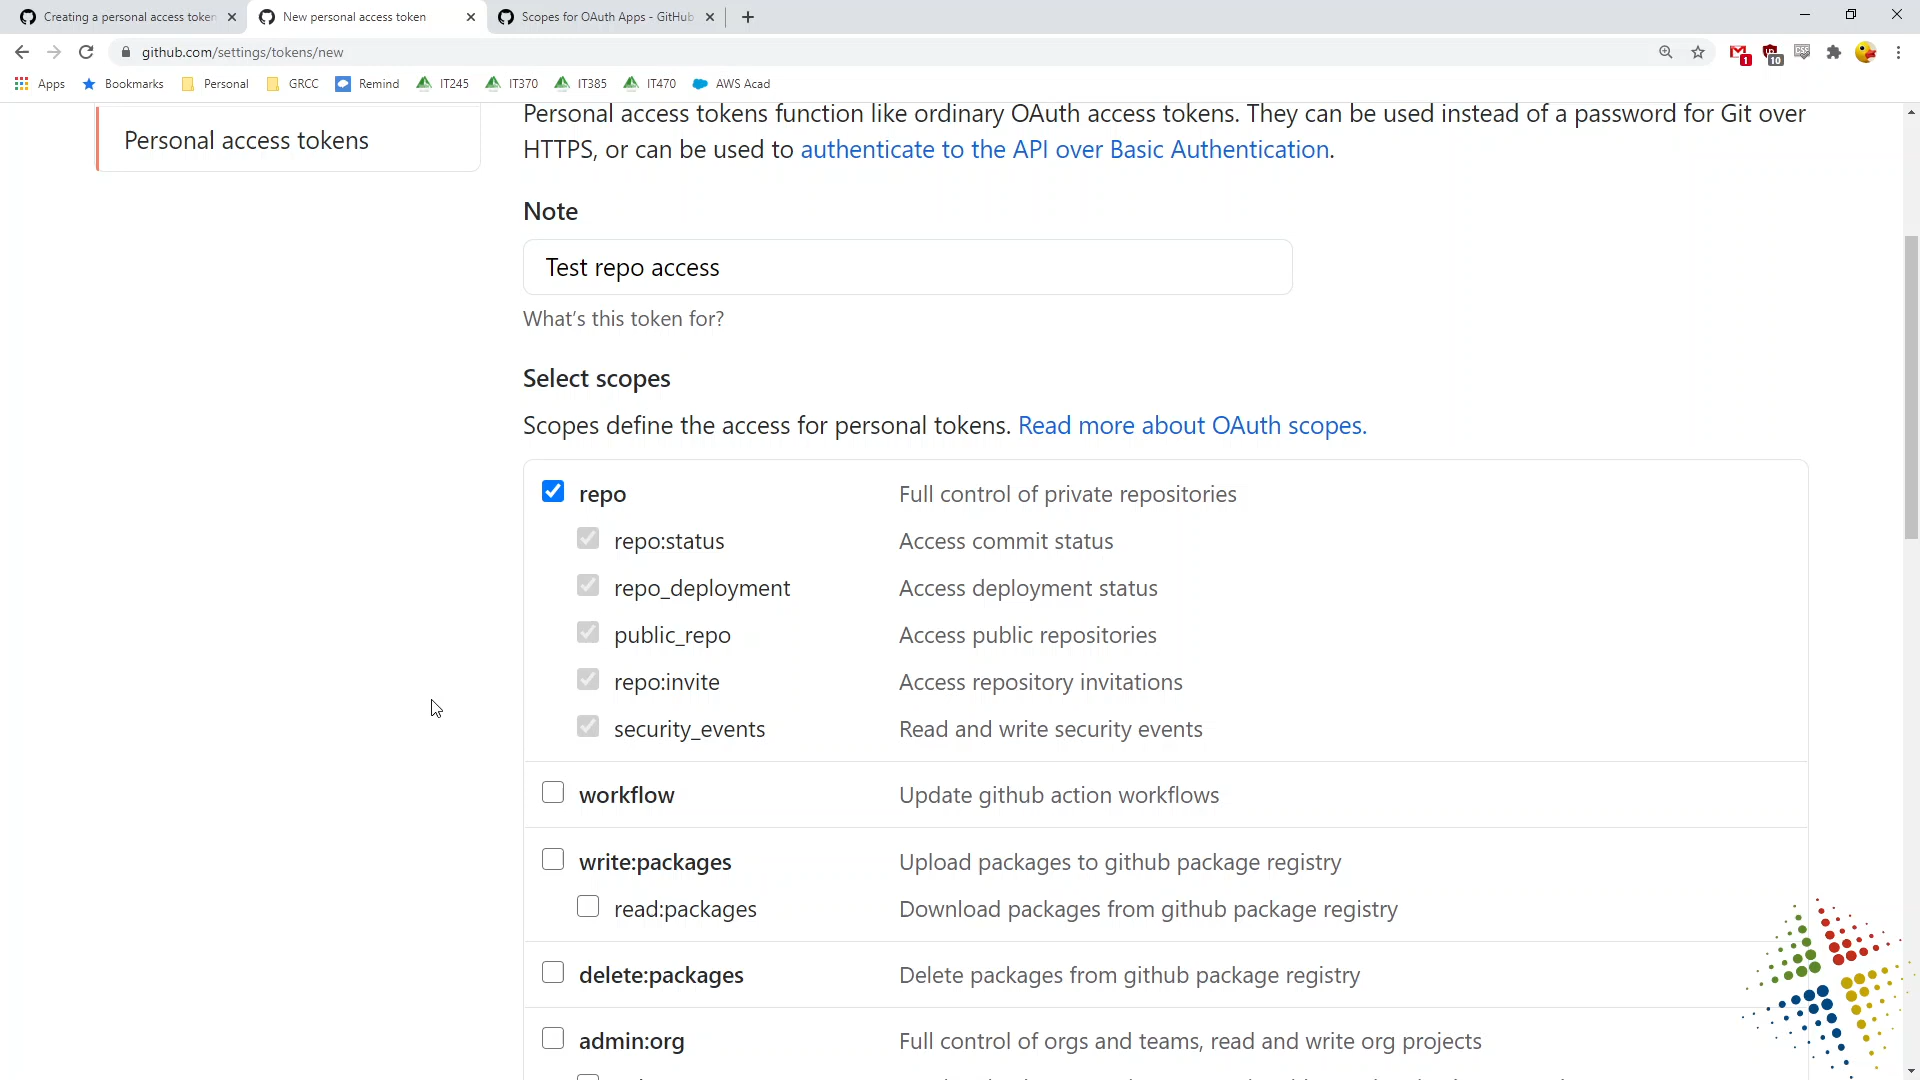 Creating a personal access token
New personal access token
Scopes for OAuth Apps - GitHub
github.com/settings/tokens/new
1
10
CSS
Apps
Bookmarks
Personal
GRCC
Remind
IT245
IT370
IT385
IT470
AWS Acad
Personal access tokens
Personal access tokens function like ordinary OAuth access tokens. They can be used instead of a password for Git over
HTTPS, or can be used to authenticate to the API over Basic Authentication.
Note
Test repo access
What's this token for?
Select scopes
Scopes define the access for personal tokens. Read more about OAuth scopes.
repo Full control of private repositories
repo:status Access commit status
repo_deployment Access deployment status
public_repo Access public repositories
repo:invite Access repository invitations
security_events Read and write security events
workflow Update github action workflows
write:packages Upload packages to github package registry
read:packages Download packages from github package registry
delete:packages Delete packages from github package registry
admin:org Full control of orgs and teams, read and write org projects